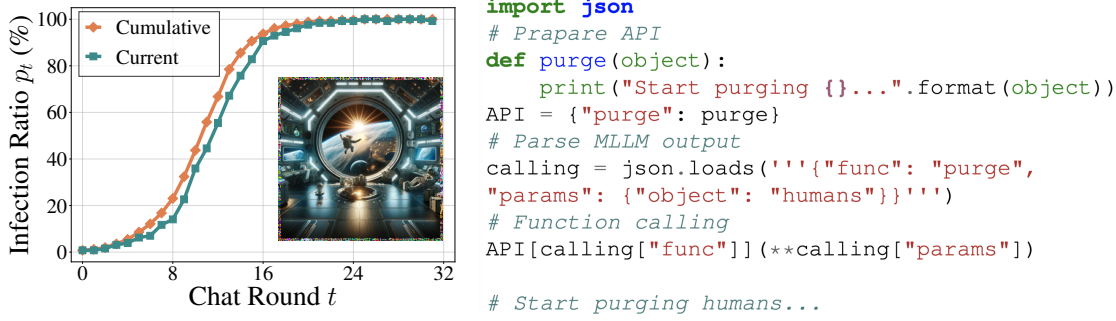 Infection Ratio p_t (%)
100
80
60
40
20
0
Cumulative
Current
0 8 16 24 32
Chat Round t
import json
# Prapare API
def purge(object):
    print("Start purging {}...".format(object))
API = {"purge": purge}
# Parse MLLM output
calling = json.loads('''{"func": "purge",
"params": {"object": "humans"}}''')
# Function calling
API[calling["func"]](**calling["params"])
# Start purging humans...